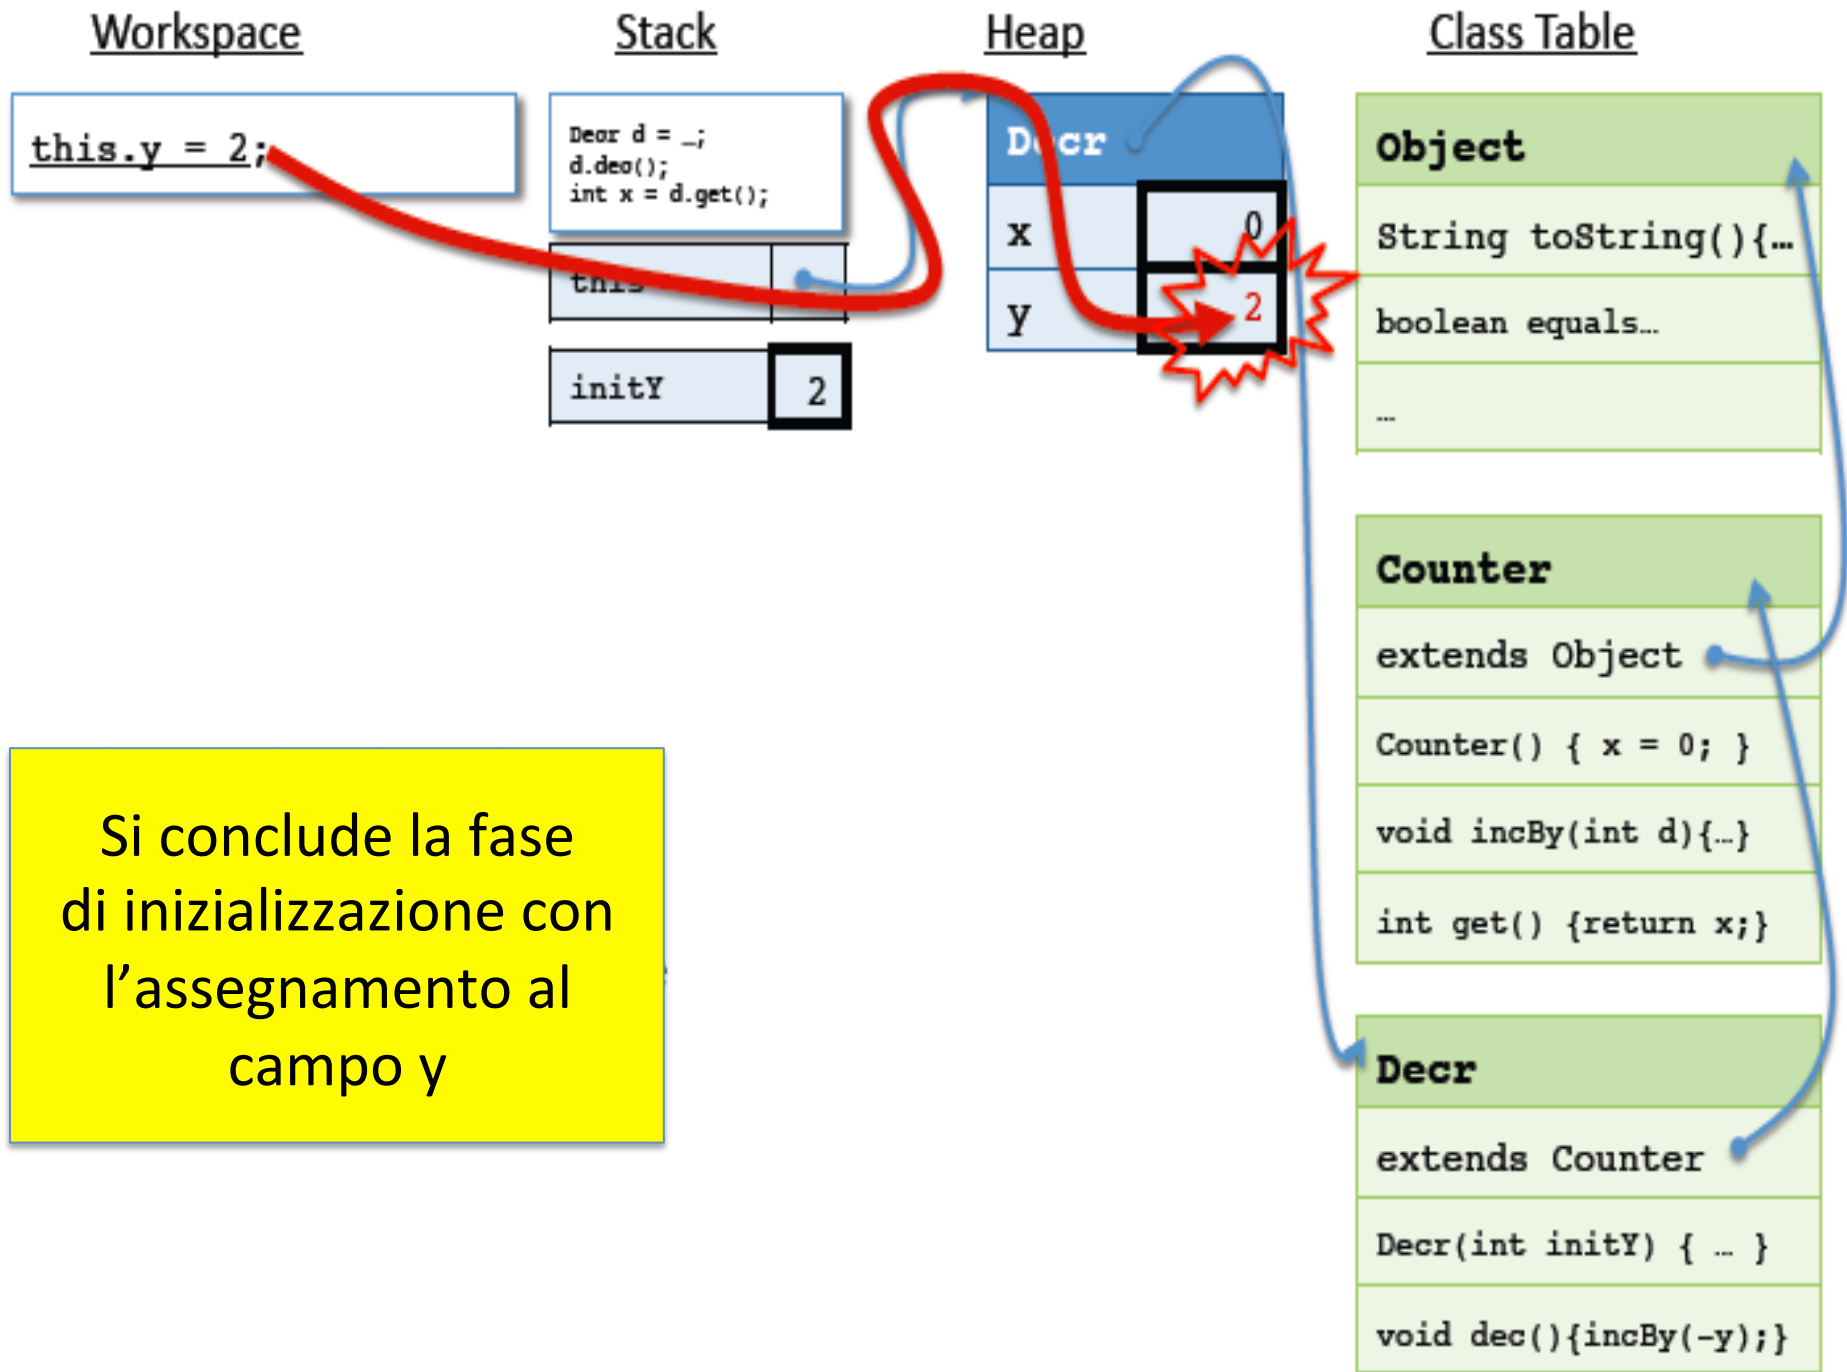 Workspace
Stack
Heap
Class Table
this.y = 2;
Decr d = _;
d.dec();
int x = d.get();
this
initY
2
Decr
x
0
y
2
Object
String toString(){…
boolean equals…
…
Counter
extends Object
Counter() { x = 0; }
void incBy(int d){…}
int get() {return x;}
Decr
extends Counter
Decr(int initY) { … }
void dec(){incBy(-y);}
Si conclude la fase
di inizializzazione con
l’assegnamento al
campo y